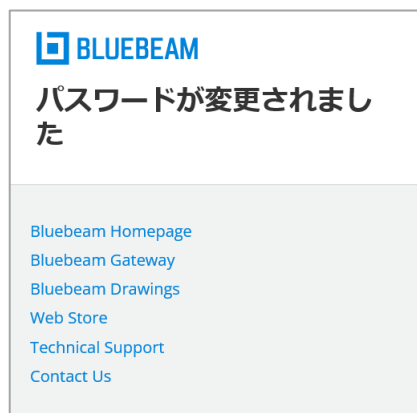 BLUEBEAM
パスワードが変更されまし
た
Bluebeam Homepage
Bluebeam Gateway
Bluebeam Drawings
Web Store
Technical Support
Contact Us